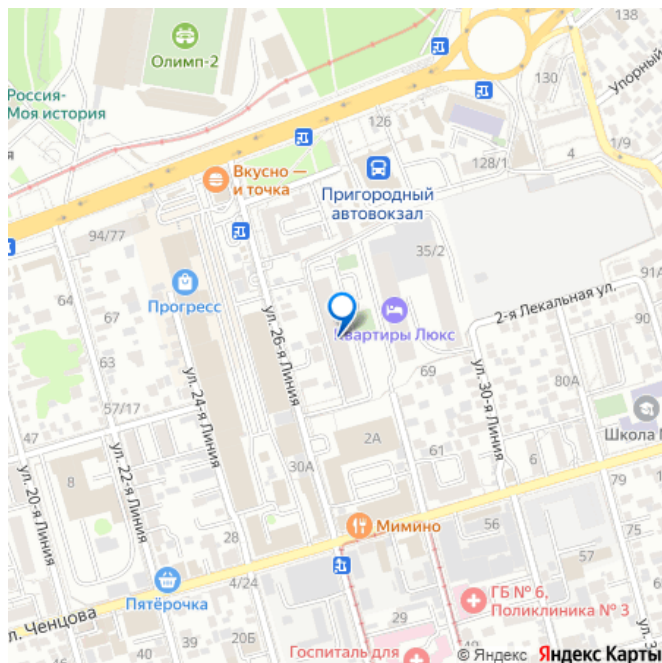 138
Упорный
Олимп-2
130
Россия-
Моя история
126
1/9
128/1
4
Вкусно —
и точка
Пригородный
автовокзал
94/77
35/2
91А
64
67
Прогресс
2-я Лекальная ул.
90
Квартиры Люкс
63
ул. 26-я Линия
69
80А
57/17
ул. 24-я Линия
ул. 30-я Линия
47
2А
61
Школа
8
30А
6
79
ул. 22-я Линия
ул. 20-я Линия
28
Мимино
56
75
4/24
57
Пятёрочка
ГБ № 6,
Поликлиника № 3
л. Ченцова
29
32
20Б
Госпиталь для
© Яндекс Яндекс Карты